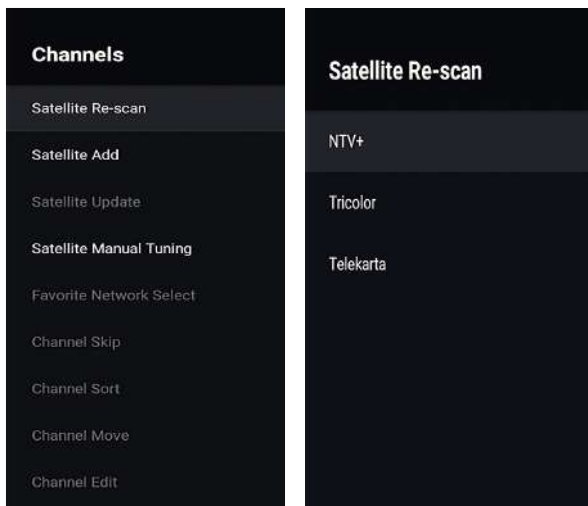 Channels
Satellite Re-scan
Satellite Add
Satellite Update
Satellite Manual Tuning
Favorite Network Select
Channel Skip
Channel Sort
Channel Move
Channel Edit
Satellite Re-scan
NTV+
Tricolor
Telekarta